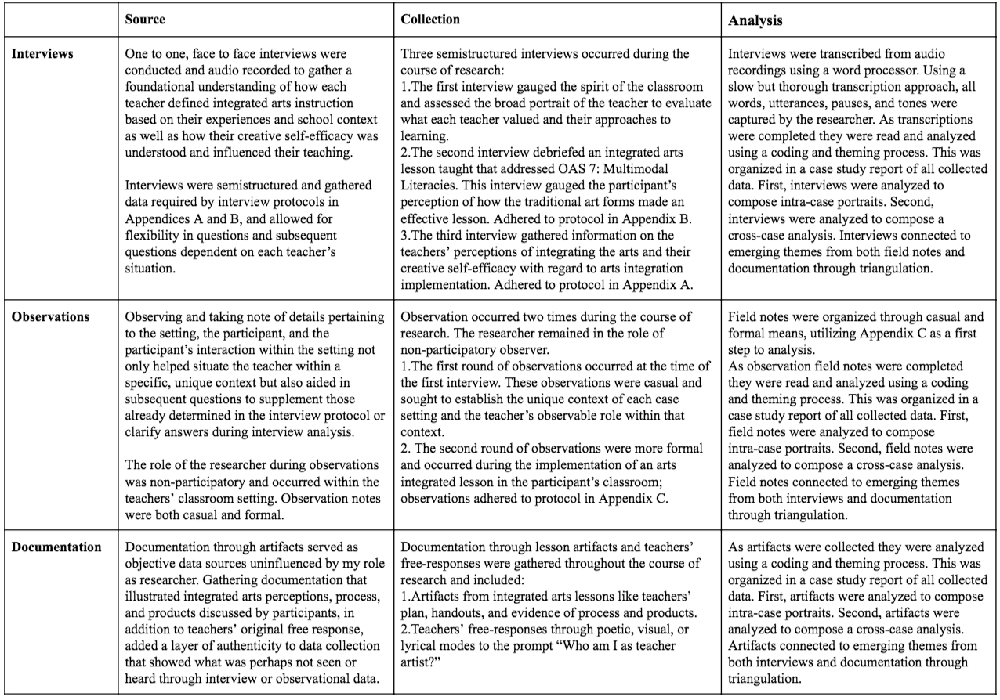 Source
Collection
Analysis
Interviews
One to one, face to face interviews were
conducted and audio recorded to gather a
foundational understanding of how each
teacher defined integrated arts instruction
based on their experiences and school context
as well as how their creative self-efficacy was
understood and influenced their teaching.
Interviews were semistructured and gathered
data required by interview protocols in
Appendices A and B, and allowed for
flexibility in questions and subsequent
questions dependent on each teacher's
situation.
Three semistructured interviews occurred during the
course of research:
1.The first interview gauged the spirit of the classroom
and assessed the broad portrait of the teacher to evaluate
what each teacher valued and their approaches to
learning.
2.The second interview debriefed an integrated arts
lesson taught that addressed OAS 7: Multimodal
Literacies. This interview gauged the participant's
perception of how the traditional art forms made an
effective lesson. Adhered to protocol in Appendix B.
3.The third interview gathered information on the
teachers' perceptions of integrating the arts and their
creative self-efficacy with regard to arts integration
implementation. Adhered to protocol in Appendix A.
Interviews were transcribed from audio
recordings using a word processor. Using a
slow but thorough transcription approach, all
words, utterances, pauses, and tones were
captured by the researcher. As transcriptions
were completed they were read and analyzed
using a coding and theming process. This was
organized in a case study report of all collected
data. First, interviews were analyzed to
compose intra-case portraits. Second,
interviews were analyzed to compose a
cross-case analysis. Interviews connected to
emerging themes from both field notes and
documentation through triangulation.
Observations
Observing and taking note of details pertaining
to the setting, the participant, and the
participant's interaction within the setting not
only helped situate the teacher within a
specific, unique context but also aided in
subsequent questions to supplement those
already determined in the interview protocol or
clarify answers during interview analysis.
The role of the researcher during observations
was non-participatory and occurred within the
teachers' classroom setting. Observation notes
were both casual and formal.
Observation occurred two times during the course of
research. The researcher remained in the role of
non-participatory observer.
1.The first round of observations occurred at the time of
the first interview. These observations were casual and
sought to establish the unique context of each case
setting and the teacher's observable role within that
context.
2. The second round of observations were more formal
and occurred during the implementation of an arts
integrated lesson in the participant's classroom;
observations adhered to protocol in Appendix C.
Field notes were organized through casual and
formal means, utilizing Appendix C as a first
step to analysis.
As observation field notes were completed
they were read and analyzed using a coding
and theming process. This was organized in a
case study report of all collected data. First,
field notes were analyzed to compose
intra-case portraits. Second, field notes were
analyzed to compose a cross-case analysis.
Field notes connected to emerging themes
from both interviews and documentation
through triangulation.
Documentation
Documentation through artifacts served as
objective data sources uninfluenced by my role
as researcher. Gathering documentation that
illustrated integrated arts perceptions, process,
and products discussed by participants, in
addition to teachers' original free response,
added a layer of authenticity to data collection
that showed what was perhaps not seen or
heard through interview or observational data.
Documentation through lesson artifacts and teachers'
free-responses were gathered throughout the course of
research and included:
1.Artifacts from integrated arts lessons like teachers'
plan, handouts, and evidence of process and products.
2.Teachers' free-responses through poetic, visual, or
lyrical modes to the prompt “Who am I as teacher
artist?”
As artifacts were collected they were analyzed
using a coding and theming process. This was
organized in a case study report of all collected
data. First, artifacts were analyzed to compose
intra-case portraits. Second, artifacts were
analyzed to compose a cross-case analysis.
Artifacts connected to emerging themes from
both interviews and documentation through
triangulation.